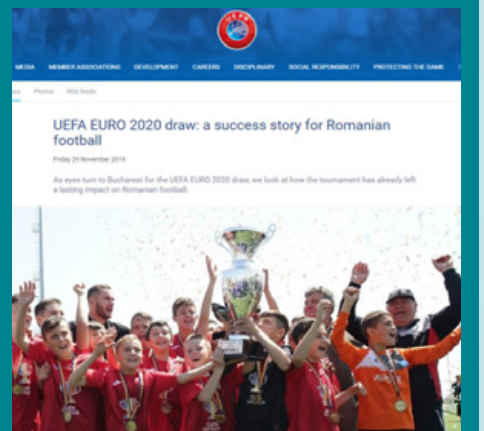 UEFA
MEDIA MEMBER ASSOCIATIONS DEVELOPMENT CAREERS DISCIPLINARY SOCIAL RESPONSIBILITY PROTECTING THE GAME
Photos RSS feeds
UEFA EURO 2020 draw: a success story for Romanian
football
Friday 29 November 2019
As eyes turn to Bucharest for the UEFA EURO 2020 draw, we look at how the tournament has already left
a lasting impact on Romanian football.